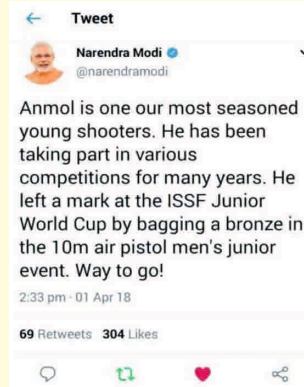 Tweet
Narendra Modi
@narendramodi
Anmol is one our most seasoned
young shooters. He has been
taking part in various
competitions for many years. He
left a mark at the ISSF Junior
World Cup by bagging a bronze in
the 10m air pistol men's junior
event. Way to go!
2:33 pm · 01 Apr 18
69 Retweets 304 Likes